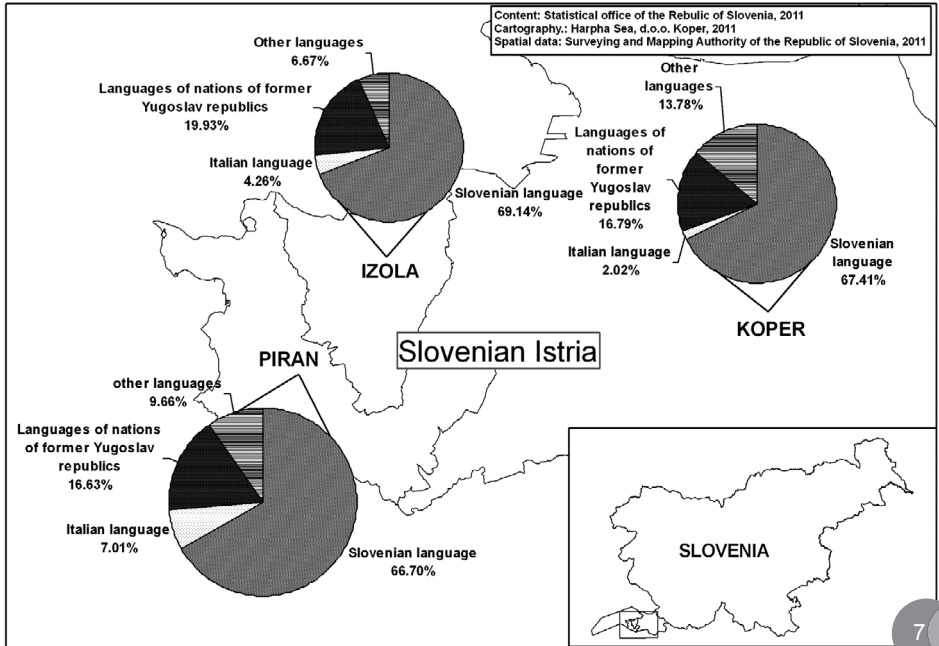 Content: Statistical office of the Rebulic of Slovenia, 2011
Cartography.: Harpha Sea, d.o.o. Koper, 2011
Spatial data: Surveying and Mapping Authority of the Republic of Slovenia, 2011
Other languages
6.67%
Languages of nations of former
Yugoslav republics
19.93%
Italian language
4.26%
Slovenian language
69.14%
IZOLA
Other
languages
13.78%
Languages of
nations of
former
Yugoslav
republics
16.79%
Italian language
2.02%
Slovenian
language
67.41%
KOPER
Slovenian Istria
PIRAN
other languages
9.66%
Languages of nations
of former Yugoslav
republics
16.63%
Italian language
7.01%
Slovenian language
66.70%
SLOVENIA
7